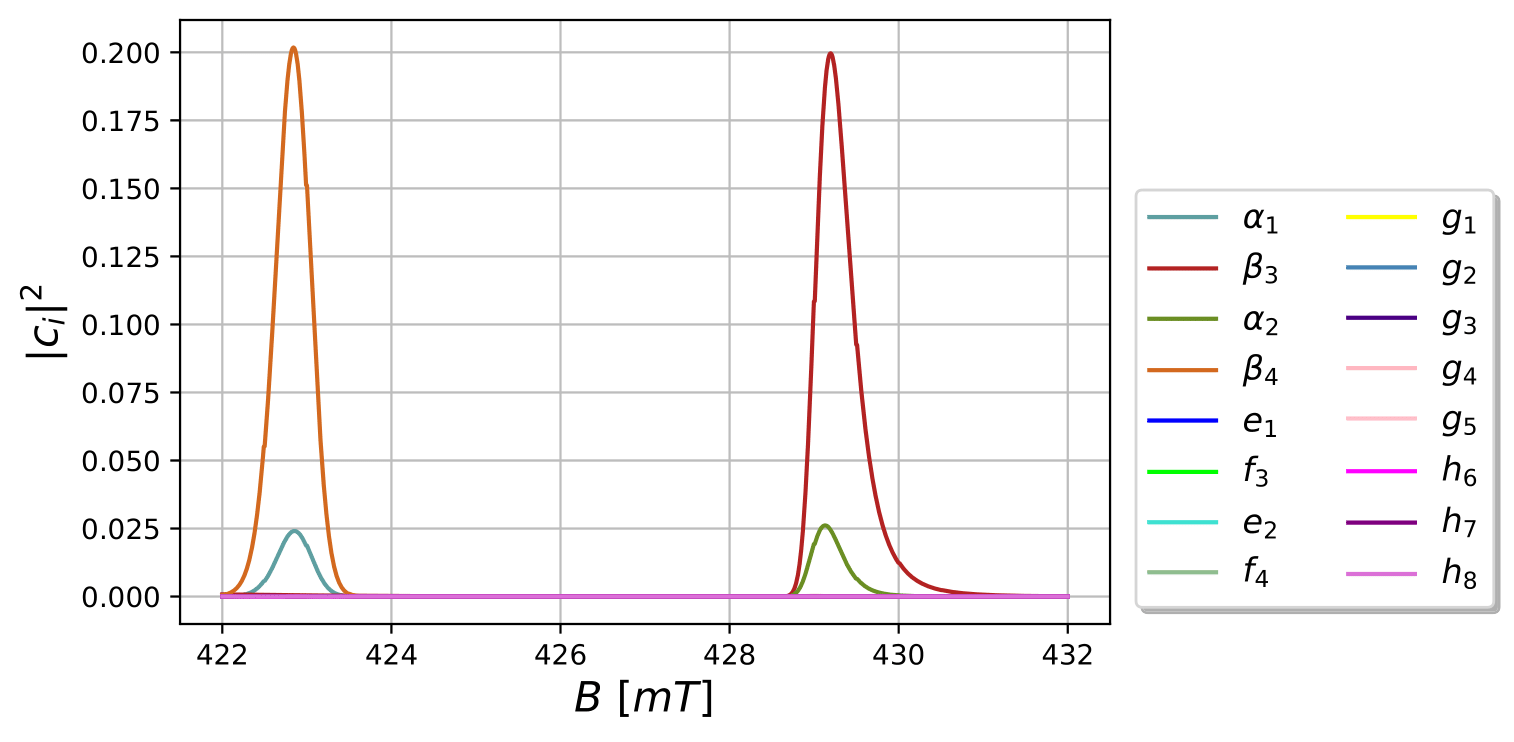 0.200
0.175
0.150
0.125
0.100
0.075
0.050
0.025
0.000
|c_i|^2
422 424 426 428 430 432
B [mT]
α_1 g_1
β_3 g_2
α_2 g_3
β_4 g_4
e_1 g_5
f_3 h_6
e_2 h_7
f_4 h_8